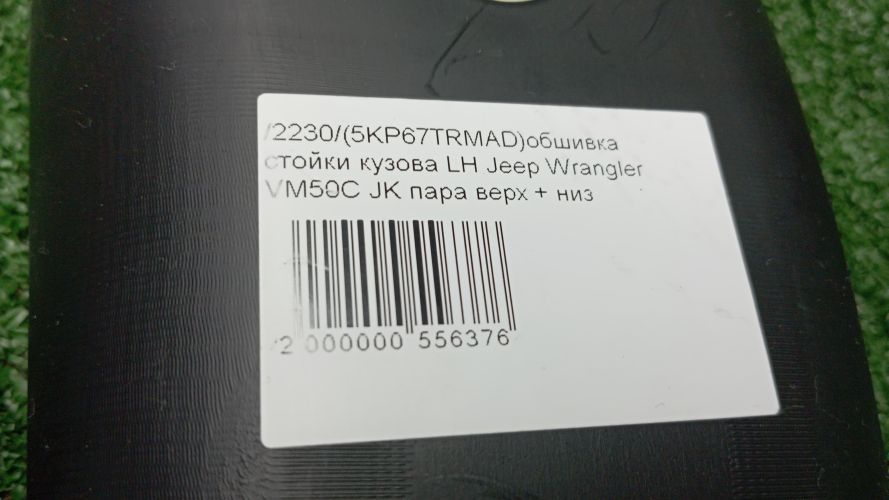 /2230/(5KP67TRMAD)обшивка
стойки кузова LH Jeep Wrangler
VM50C JK пара верх + низ
2 000000 556376